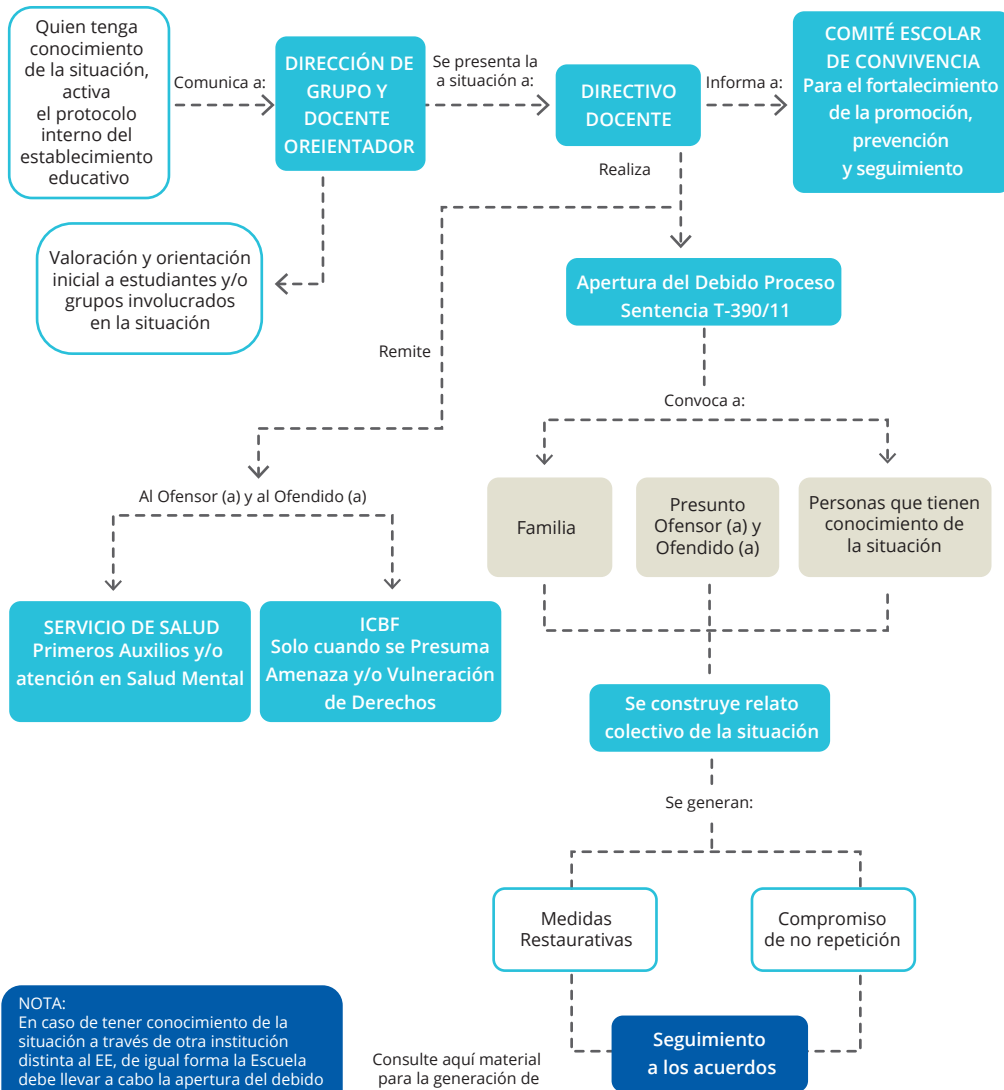 Quien tenga
conocimiento
de la situación,
activa
el protocolo
interno del
establecimiento
educativo
Comunica a:
DIRECCIÓN DE
GRUPO Y
DOCENTE
OREIENTADOR
Se presenta la
a situación a:
DIRECTIVO
DOCENTE
Informa a:
COMITÉ ESCOLAR
DE CONVIVENCIA
Para el fortalecimiento
de la promoción,
prevención
y seguimiento
Realiza
Valoración y orientación
inicial a estudiantes y/o
grupos involucrados
en la situación
Apertura del Debido Proceso
Sentencia T-390/11
Remite
Convoca a:
Al Ofensor (a) y al Ofendido (a)
Familia
Presunto
Ofensor (a) y
Ofendido (a)
Personas que tienen
conocimiento de
la situación
SERVICIO DE SALUD
Primeros Auxilios y/o
atención en Salud Mental
ICBF
Solo cuando se Presuma
Amenaza y/o Vulneración
de Derechos
Se construye relato
colectivo de la situación
Se generan:
Medidas
Restaurativas
Compromiso
de no repetición
NOTA:
En caso de tener conocimiento de la
situación a través de otra institución
distinta al EE, de igual forma la Escuela
debe llevar a cabo la apertura del debido
Consulte aquí material
para la generación de
Seguimiento
a los acuerdos